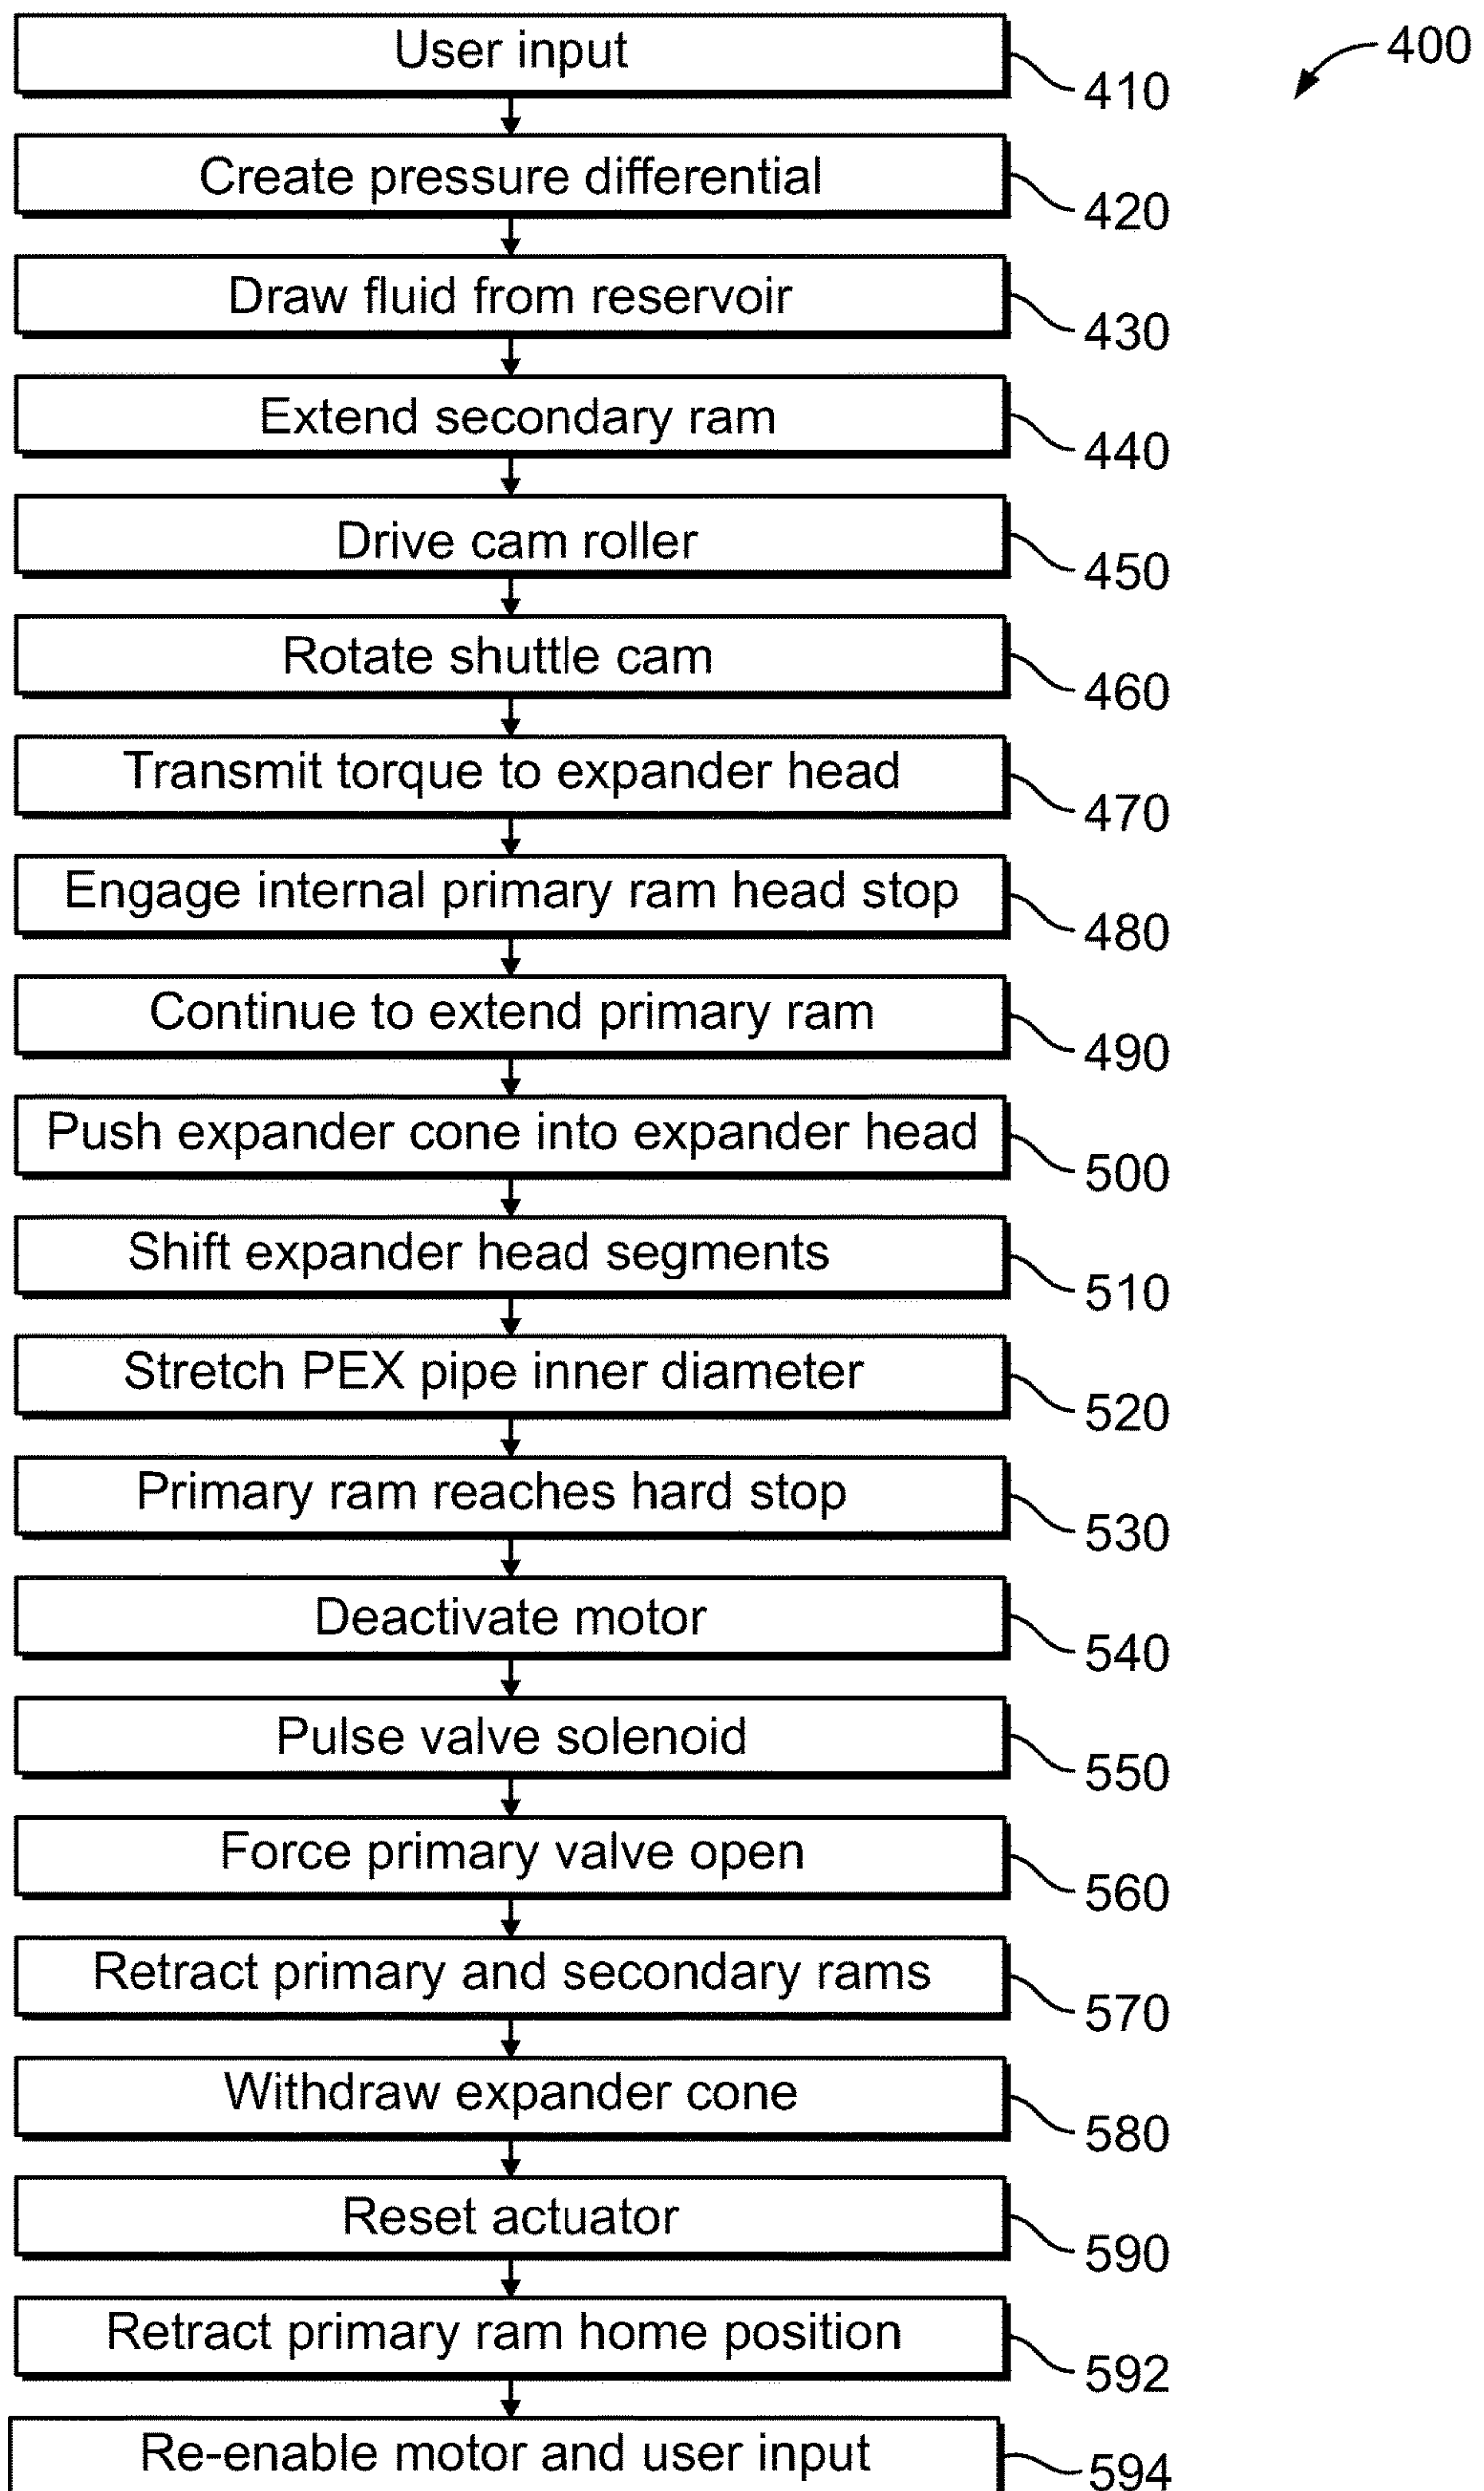 User input
400
410
Create pressure differential
420
Draw fluid from reservoir
430
Extend secondary ram
440
Drive cam roller
450
Rotate shuttle cam
460
Transmit torque to expander head
470
Engage internal primary ram head stop
480
Continue to extend primary ram
490
Push expander cone into expander head
500
Shift expander head segments
510
Stretch PEX pipe inner diameter
520
Primary ram reaches hard stop
530
Deactivate motor
540
Pulse valve solenoid
550
Force primary valve open
560
Retract primary and secondary rams
570
Withdraw expander cone
580
Reset actuator
590
Retract primary ram home position
592
Re-enable motor and user input
594